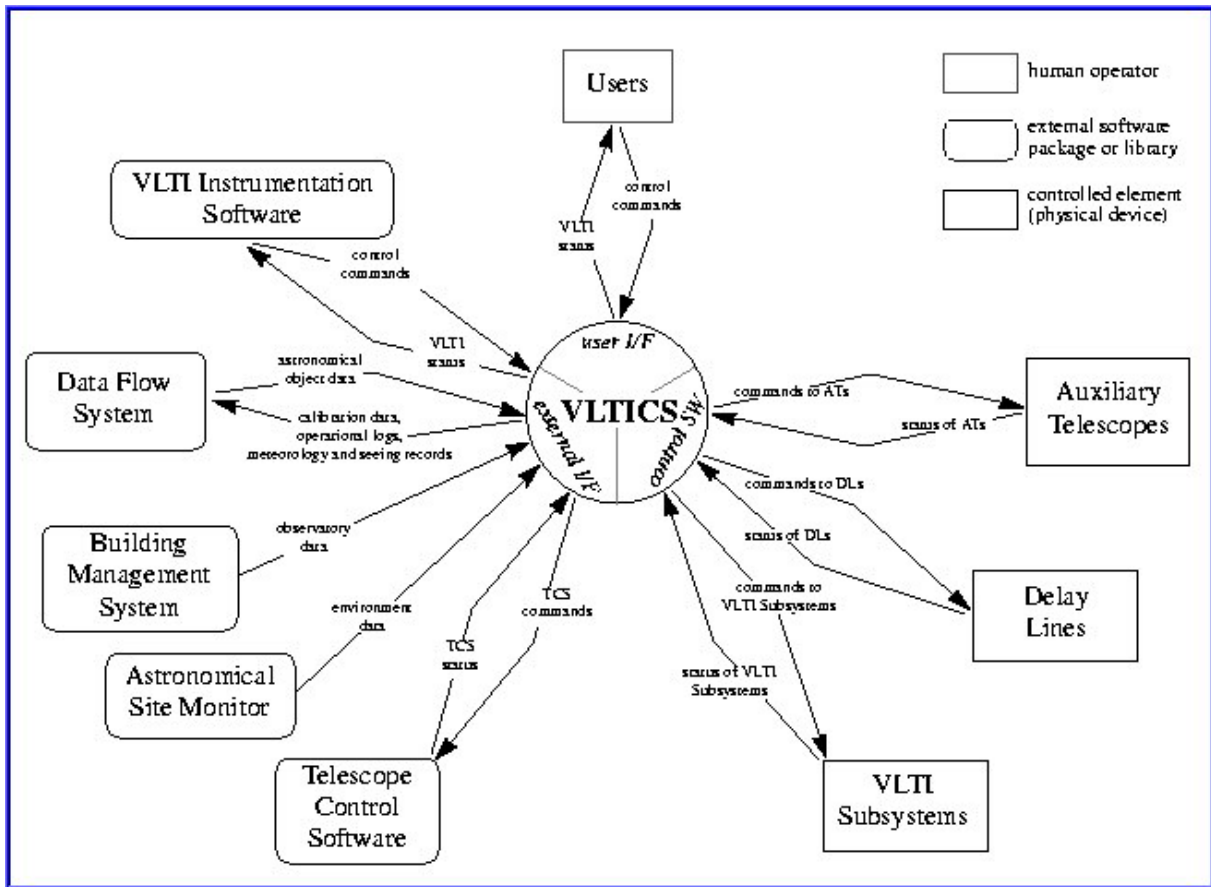 Users
human operator
external software
package or library
controlled element
(physical device)
VLTI Instrumentation
Software
control
commands
VLTI
status
control
commands
VLTI
status
user I/F
VLTICS
external I/F
control SW
Data Flow
System
astronomical
object data
calibration data,
operational logs,
meteorology and seeing records
commands to ATs
status of ATs
Auxiliary
Telescopes
Building
Management
System
observatory
data
commands to DLs
status of DLs
Delay
Lines
Astronomical
Site Monitor
environment
data
TCS
status
TCS
commands
Telescope
Control
Software
commands to
VLTI Subsystems
status of VLTI
Subsystems
VLTI
Subsystems